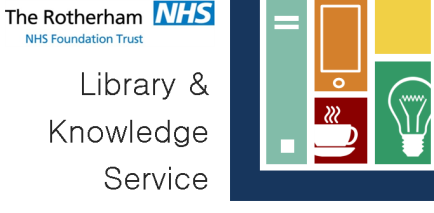 The Rotherham NHS
NHS Foundation Trust
Library &
Knowledge
Service